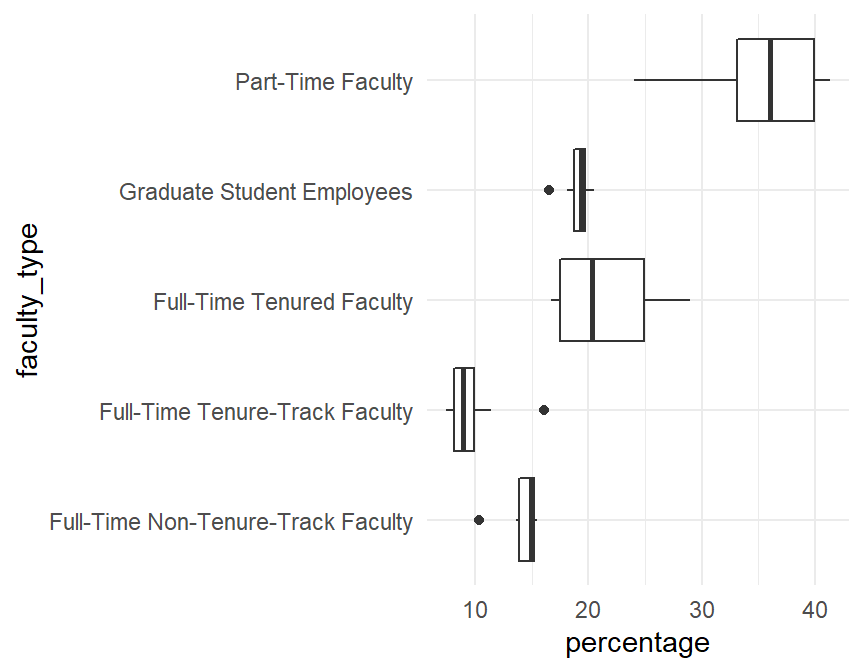 Part-Time Faculty
Graduate Student Employees
Full-Time Tenured Faculty
Full-Time Tenure-Track Faculty
Full-Time Non-Tenure-Track Faculty
faculty_type
10 20 30 40
percentage